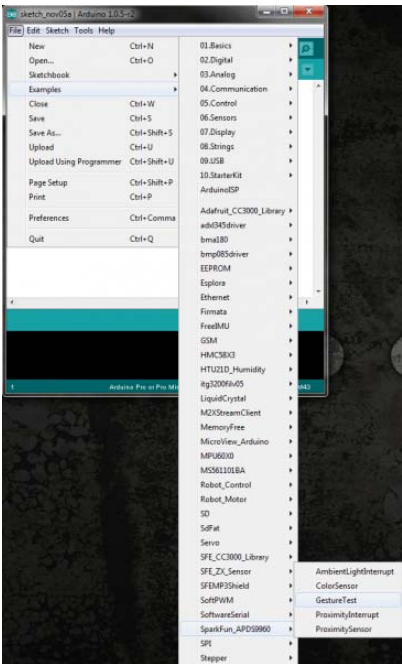 sketch_nov05a | Arduino 1.0.5-r2
File Edit Sketch Tools Help
New Ctrl+N
Open... Ctrl+O
Sketchbook
Examples
Close Ctrl+W
Save Ctrl+S
Save As... Ctrl+Shift+S
Upload Ctrl+U
Upload Using Programmer Ctrl+Shift+U
Page Setup Ctrl+Shift+P
Print Ctrl+P
Preferences Ctrl+Comma
Quit Ctrl+Q
01.Basics
02.Digital
03.Analog
04.Communication
05.Control
06.Sensors
07.Display
08.Strings
09.USB
10.StarterKit
ArduinoISP
Adafruit_CC3000_Library
adxl345driver
bma180
bmp085driver
EEPROM
Esplora
Ethernet
Firmata
FreeIMU
GSM
HMC58X3
HTU21D_Humidity
itg3200filv05
LiquidCrystal
M2XStreamClient
MemoryFree
MicroView_Arduino
MPU60X0
MS561101BA
Robot_Control
Robot_Motor
SD
SdFat
Servo
SFE_CC3000_Library
SFE_ZX_Sensor
SFEMP3Shield
SoftPWM
SoftwareSerial
SparkFun_APDS9960
SPI
Stepper
AmbientLightInterrupt
ColorSensor
GestureTest
ProximityInterrupt
ProximitySensor
1 Arduino Pro or Pro Mi
M43